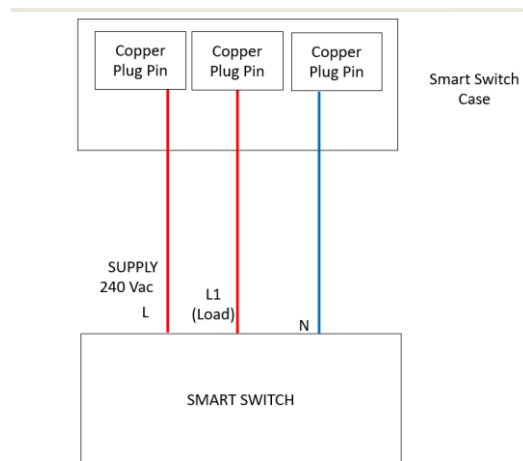 Copper
Plug Pin
Copper
Plug Pin
Copper
Plug Pin
Smart Switch
Case
SUPPLY
240 Vac
L
L1
(Load)
N
SMART SWITCH